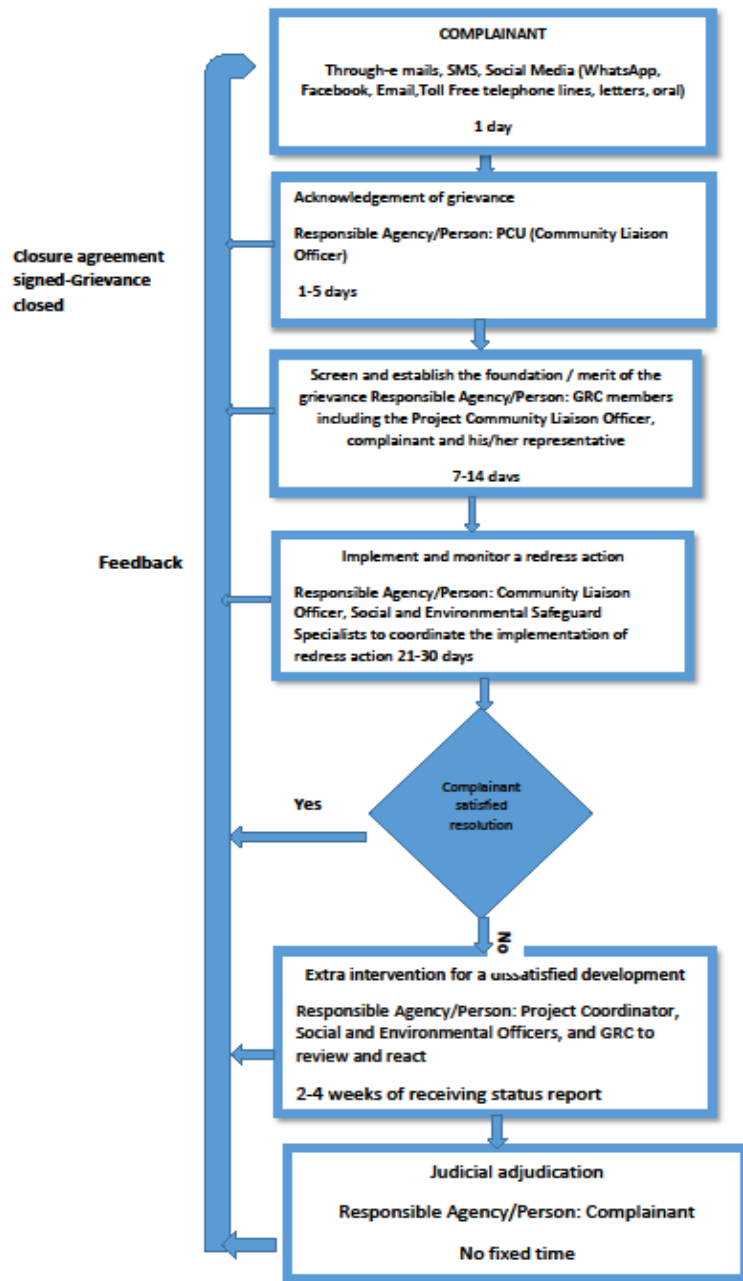 COMPLAINANT
Through-e mails, SMS, Social Media (WhatsApp,
Facebook, Email,Toll Free telephone lines, letters, oral)
1 day
Acknowledgement of grievance
Responsible Agency/Person: PCU (Community Liaison
Officer)
1-5 days
Closure agreement
signed-Grievance
closed
Screen and establish the foundation / merit of the
grievance Responsible Agency/Person: GRC members
including the Project Community Liaison Officer,
complainant and his/her representative
7-14 days
Feedback
Implement and monitor a redress action
Responsible Agency/Person: Community Liaison
Officer, Social and Environmental Safeguard
Specialists to coordinate the implementation of
redress action 21-30 days
Complainant
satisfied
resolution
Yes
No
Extra intervention for a dissatisfied development
Responsible Agency/Person: Project Coordinator,
Social and Environmental Officers, and GRC to
review and react
2-4 weeks of receiving status report
Judicial adjudication
Responsible Agency/Person: Complainant
No fixed time